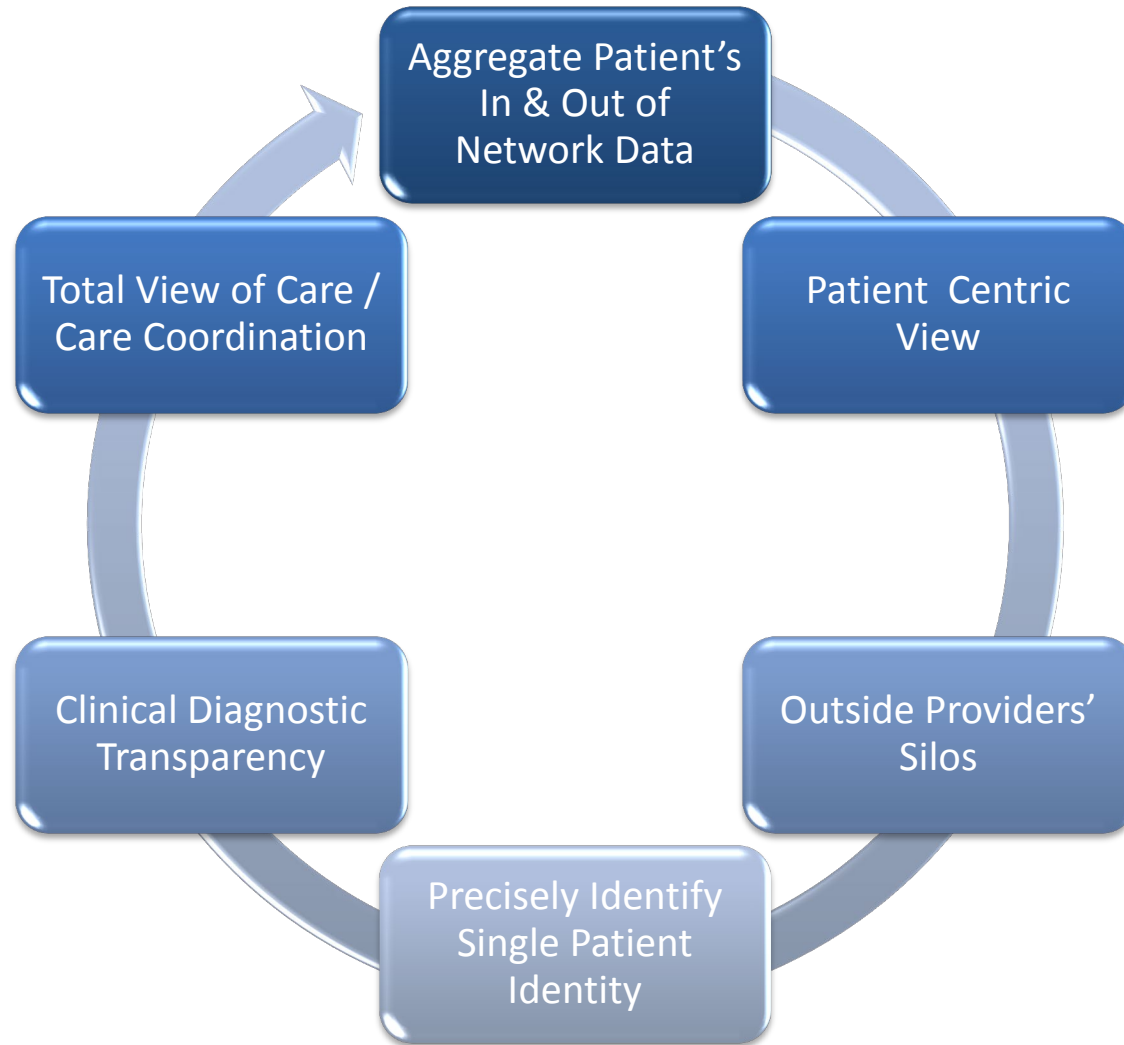 Aggregate Patient’s
In & Out of
Network Data
Patient Centric
View
Outside Providers’
Silos
Precisely Identify
Single Patient
Identity
Clinical Diagnostic
Transparency
Total View of Care /
Care Coordination